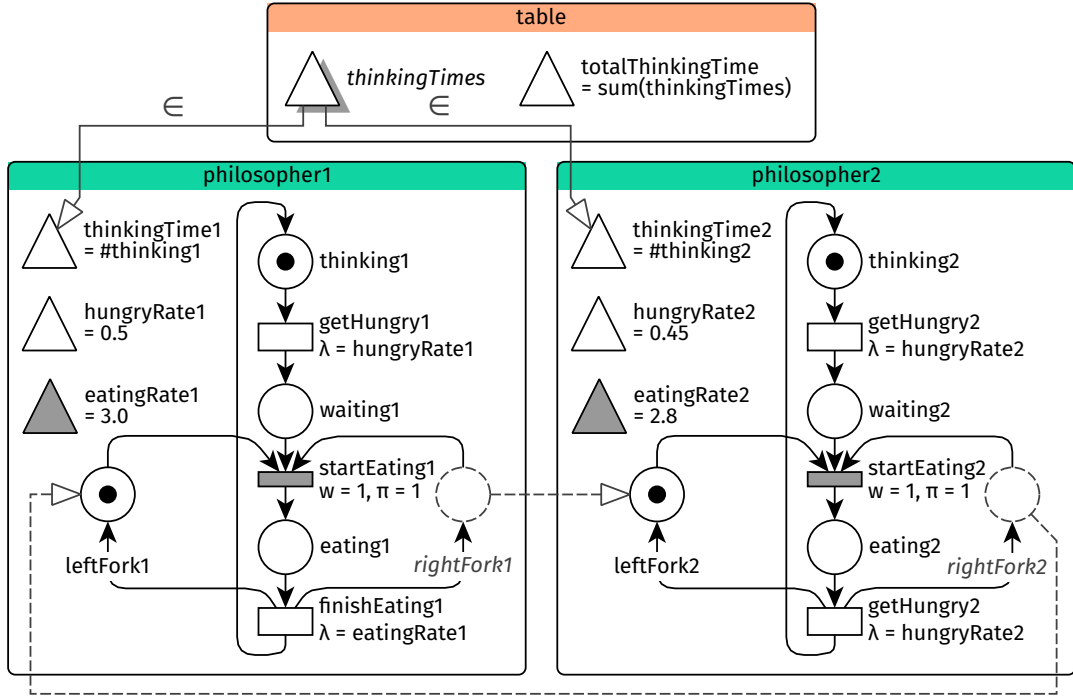 table
thinkingTimes
totalThinkingTime
= sum(thinkingTimes)
∈
∈
philosopher1
thinkingTime1
= #thinking1
thinking1
hungryRate1
= 0.5
getHungry1
λ = hungryRate1
eatingRate1
= 3.0
waiting1
startEating1
w = 1, π = 1
leftFork1
eating1
rightFork1
finishEating1
λ = eatingRate1
philosopher2
thinkingTime2
= #thinking2
thinking2
hungryRate2
= 0.45
getHungry2
λ = hungryRate2
eatingRate2
= 2.8
waiting2
startEating2
w = 1, π = 1
leftFork2
eating2
rightFork2
getHungry2
λ = hungryRate2